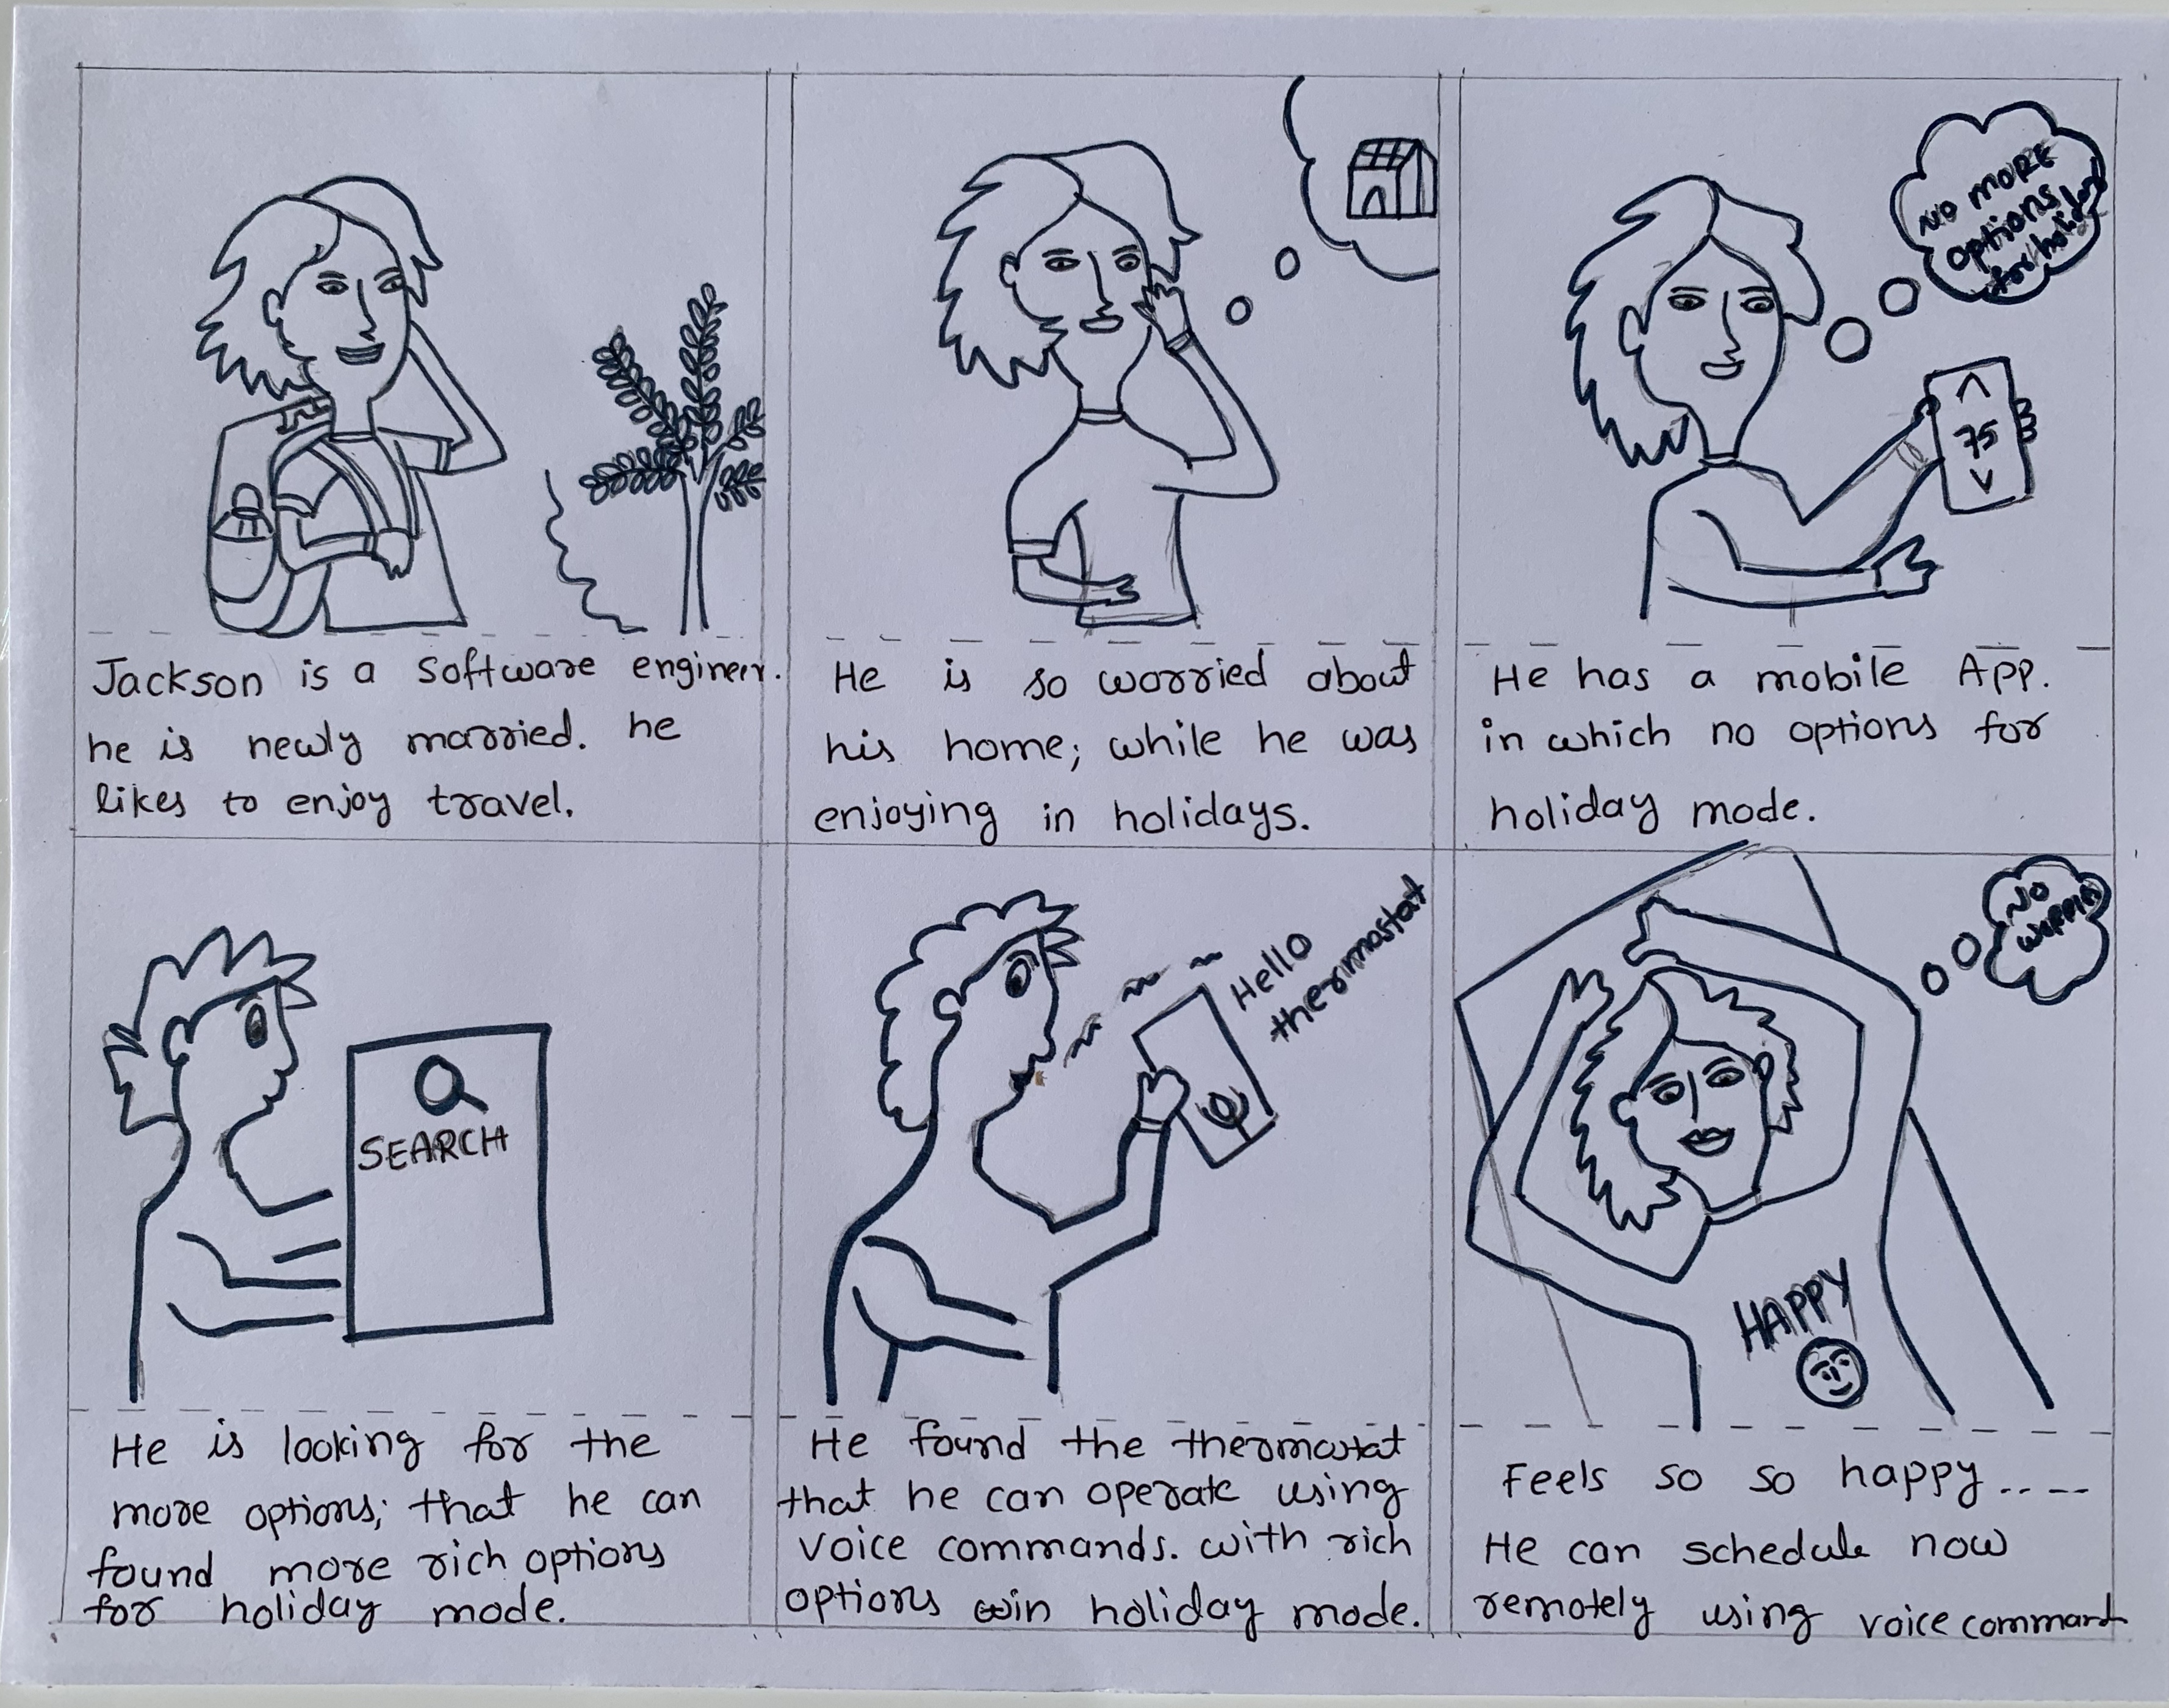 NO MORE
options
for holiday
^
75
v
Jackson is a software engineer.
he is newly married. he
likes to enjoy travel.
He is so worried about
his home; while he was
enjoying in holidays.
He has a mobile App.
in which no options for
holiday mode.
SEARCH
Hello
thermostat
NO
HAPPY
He is looking for the
more options; that he can
found more rich options
for holiday mode.
He found the thermostat
that he can operate using
voice commands. with rich
options in holiday mode.
Feels so so happy....--
He can schedule now
remotely using voice command